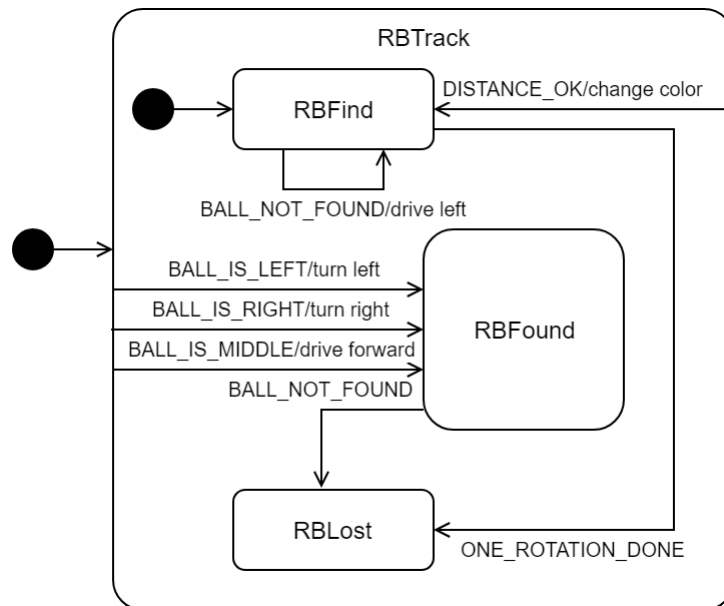 RBTrack
DISTANCE_OK/change color
RBFind
BALL_NOT_FOUND/drive left
BALL_IS_LEFT/turn left
BALL_IS_RIGHT/turn right
RBFound
BALL_IS_MIDDLE/drive forward
BALL_NOT_FOUND
RBLost
ONE_ROTATION_DONE